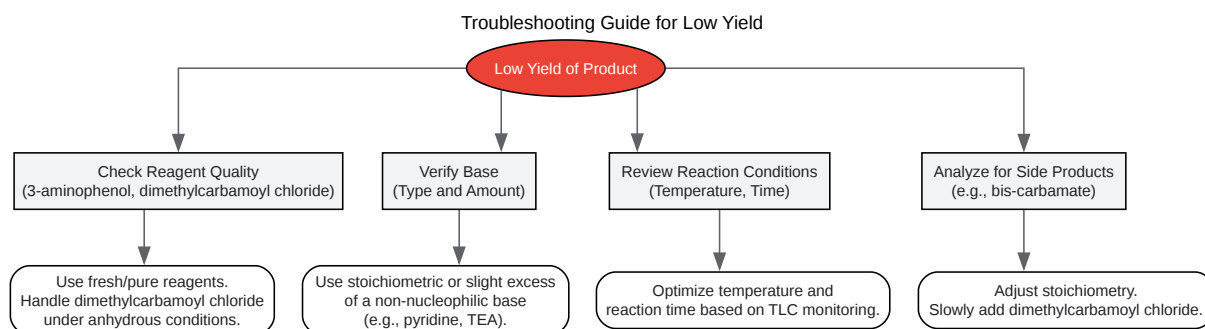 Troubleshooting Guide for Low Yield
Low Yield of Product
Check Reagent Quality
(3-aminophenol, dimethylcarbamoyl chloride)
Verify Base
(Type and Amount)
Review Reaction Conditions
(Temperature, Time)
Analyze for Side Products
(e.g., bis-carbamate)
Use fresh/pure reagents.
Handle dimethylcarbamoyl chloride
under anhydrous conditions.
Use stoichiometric or slight excess
of a non-nucleophilic base
(e.g., pyridine, TEA).
Optimize temperature and
reaction time based on TLC monitoring.
Adjust stoichiometry.
Slowly add dimethylcarbamoyl chloride.